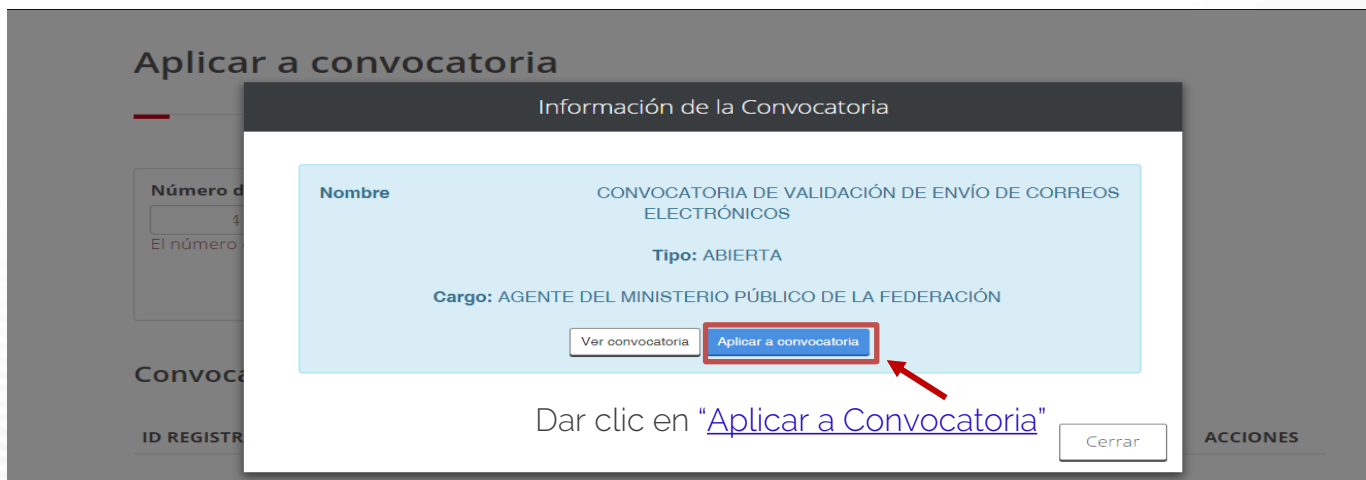 Aplicar a convocatoria
Información de la Convocatoria
Número d
4
El número
Nombre CONVOCATORIA DE VALIDACIÓN DE ENVÍO DE CORREOS
ELECTRÓNICOS
Tipo: ABIERTA
Cargo: AGENTE DEL MINISTERIO PÚBLICO DE LA FEDERACIÓN
Ver convocatoria Aplicar a convocatoria
Convoca
Dar clic en “Aplicar a Convocatoria”
Cerrar
ID REGISTR ACCIONES